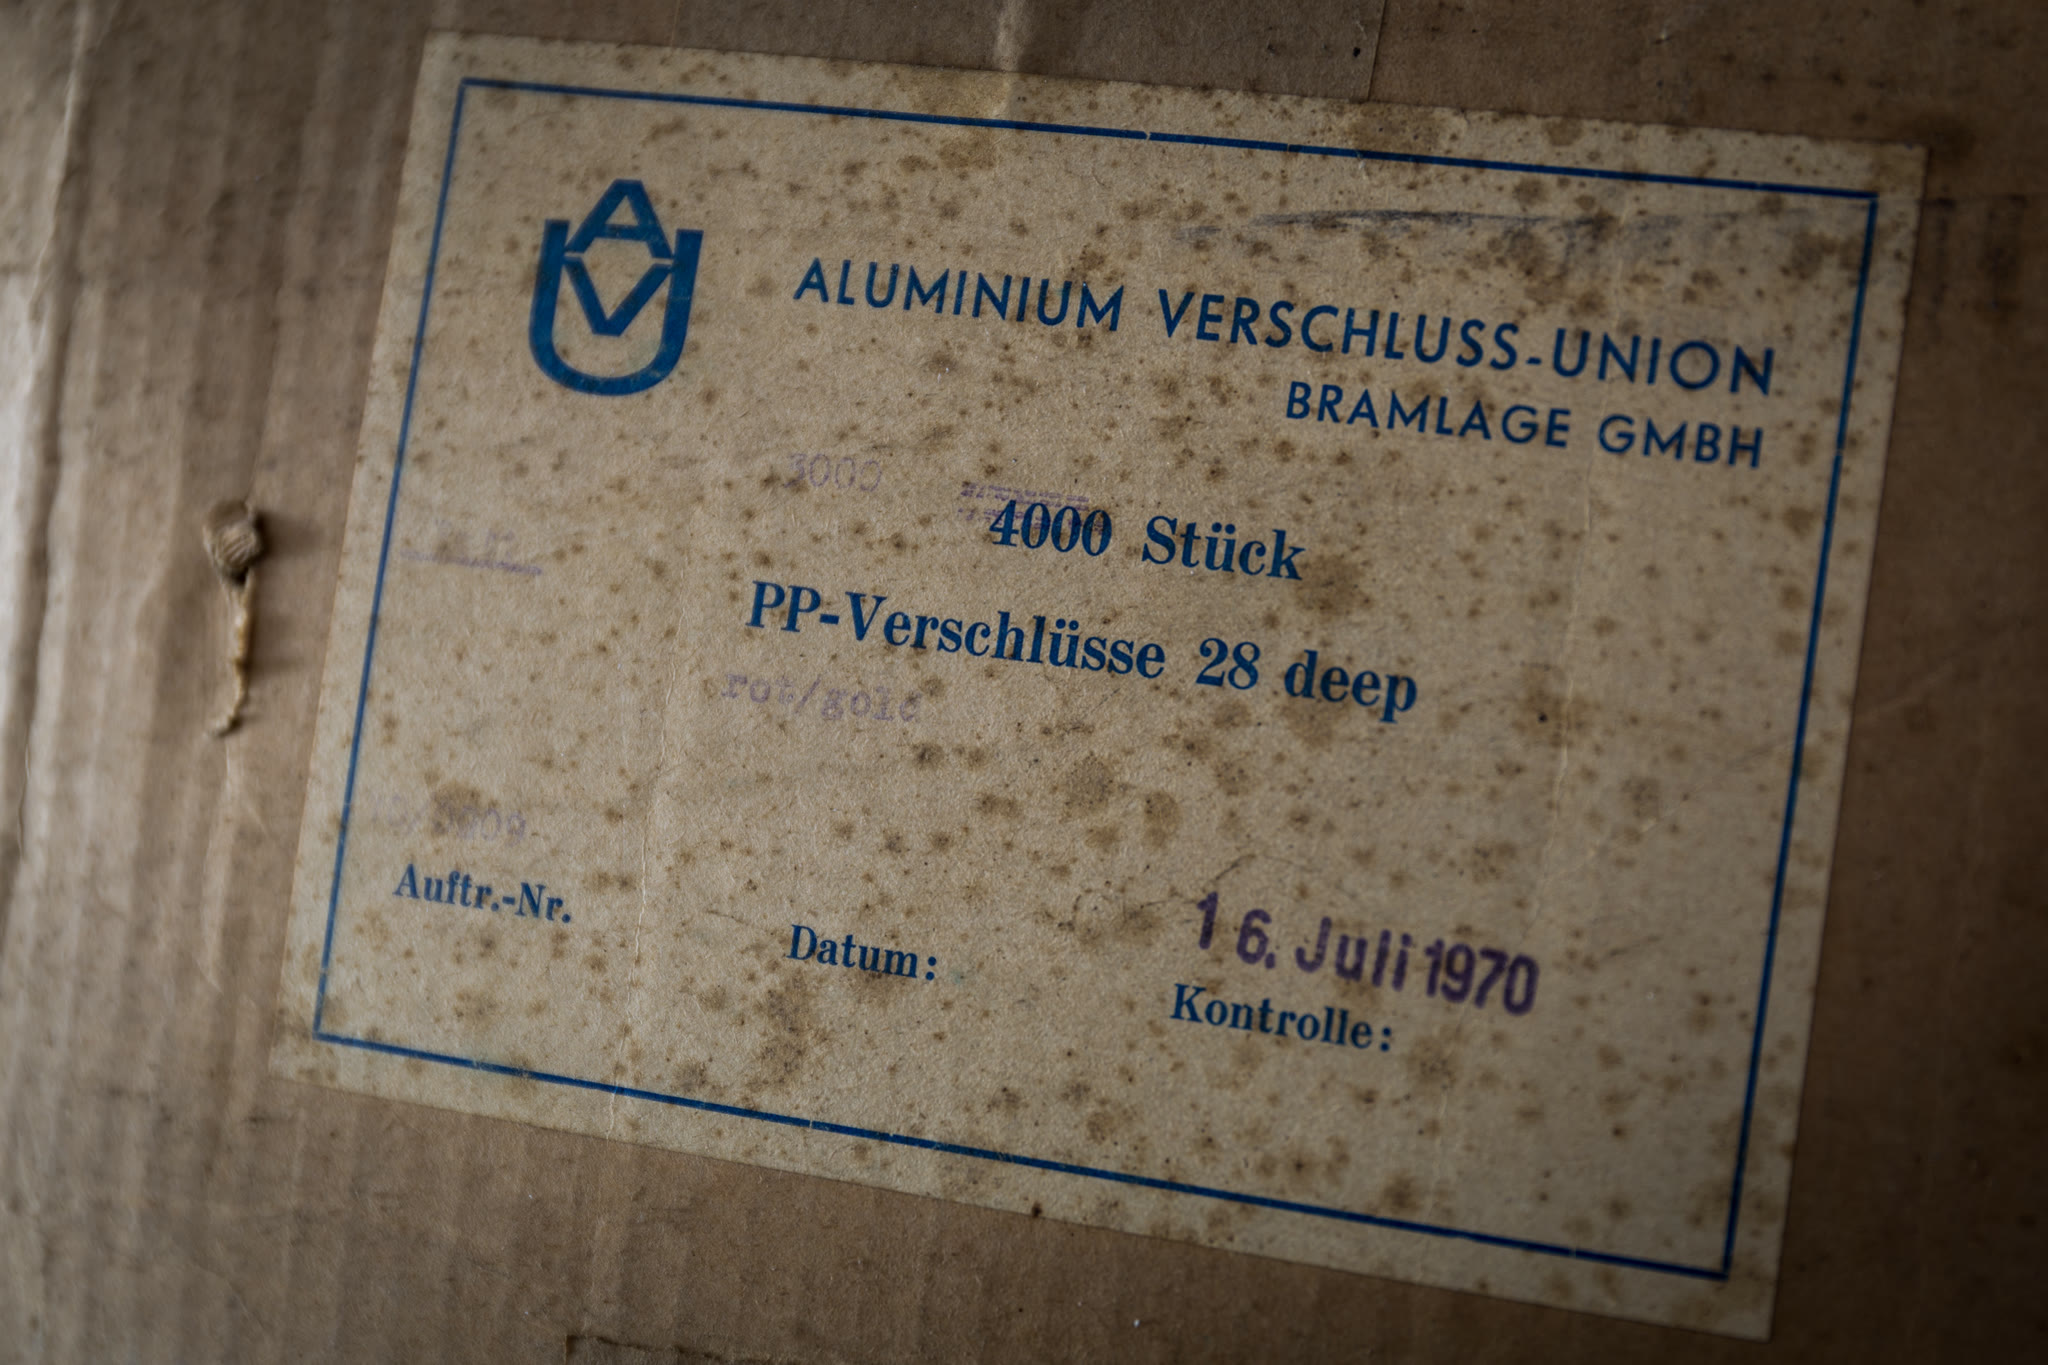 AVU
ALUMINIUM VERSCHLUSS-UNION
BRAMLAGE GMBH
3000
4000 Stück
PP-Verschlüsse 28 deep
rot/gold
Auftr.-Nr.
Datum:
16. Juli 1970
Kontrolle: